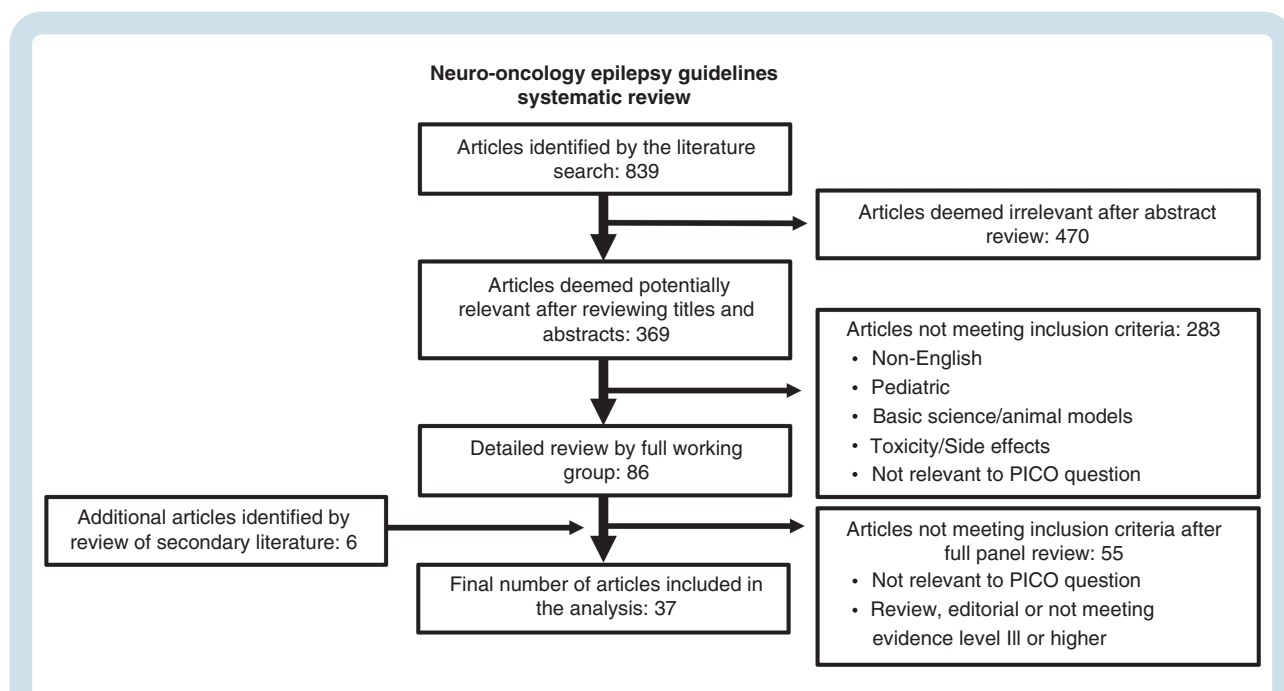 Neuro-oncology epilepsy guidelines
systematic review
Articles identified by the literature
search: 839
Articles deemed irrelevant after abstract
review: 470
Articles deemed potentially
relevant after reviewing titles and
abstracts: 369
Articles not meeting inclusion criteria: 283
• Non-English
• Pediatric
• Basic science/animal models
• Toxicity/Side effects
• Not relevant to PICO question
Detailed review by full working
group: 86
Additional articles identified by
review of secondary literature: 6
Articles not meeting inclusion criteria after
full panel review: 55
• Not relevant to PICO question
• Review, editorial or not meeting
evidence level III or higher
Final number of articles included in
the analysis: 37